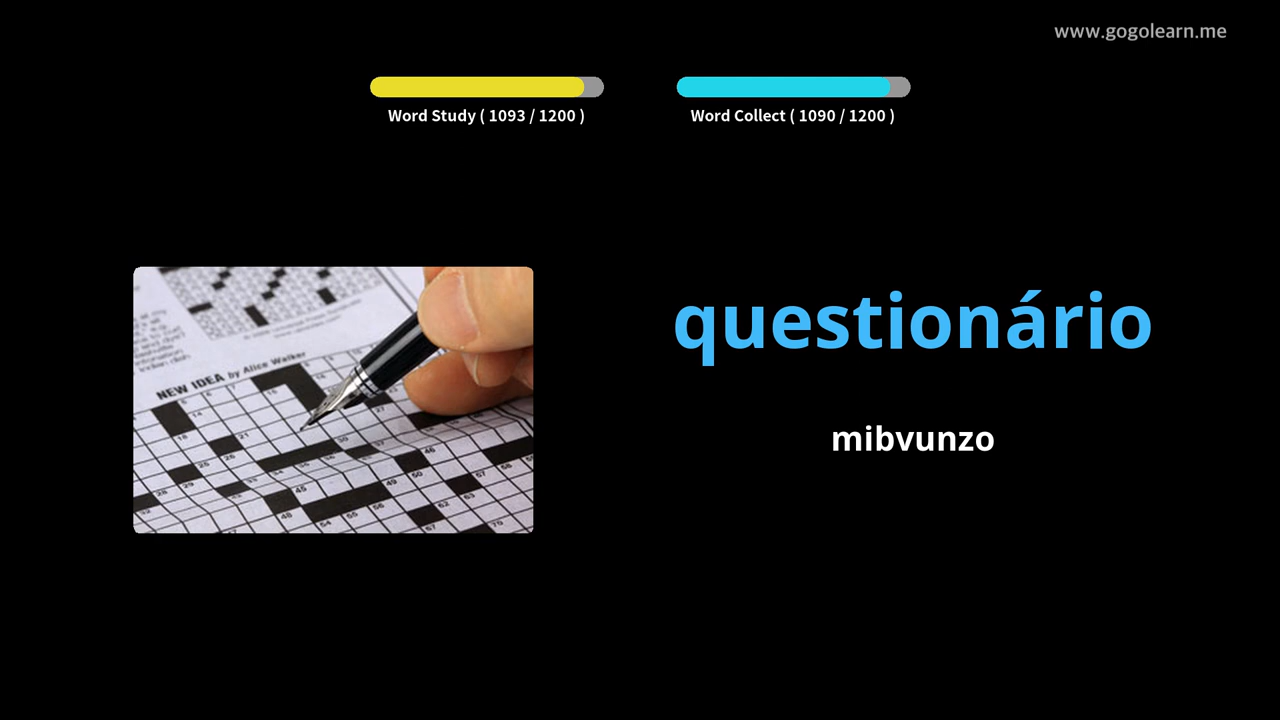 www.gogolearn.me
Word Study ( 1093 / 1200 )
Word Collect ( 1090 / 1200 )
NEW IDEA by Alice Walker
questionário
mibvunzo